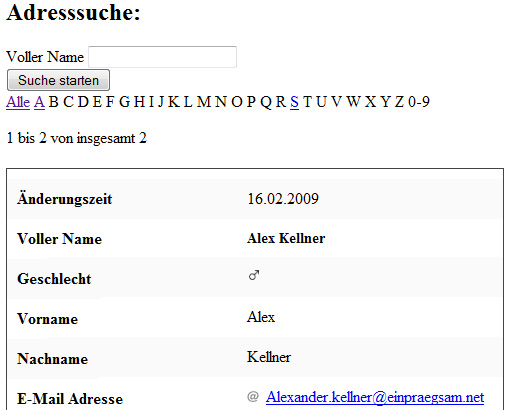 Adresssuche:
Voller Name
Suche starten
Alle A B C D E F G H I J K L M N O P Q R S T U V W X Y Z 0-9
1 bis 2 von insgesamt 2
Änderungszeit 16.02.2009
Voller Name Alex Kellner
Geschlecht ♂
Vorname Alex
Nachname Kellner
E-Mail Adresse @ Alexander.kellner@einpraegsam.net